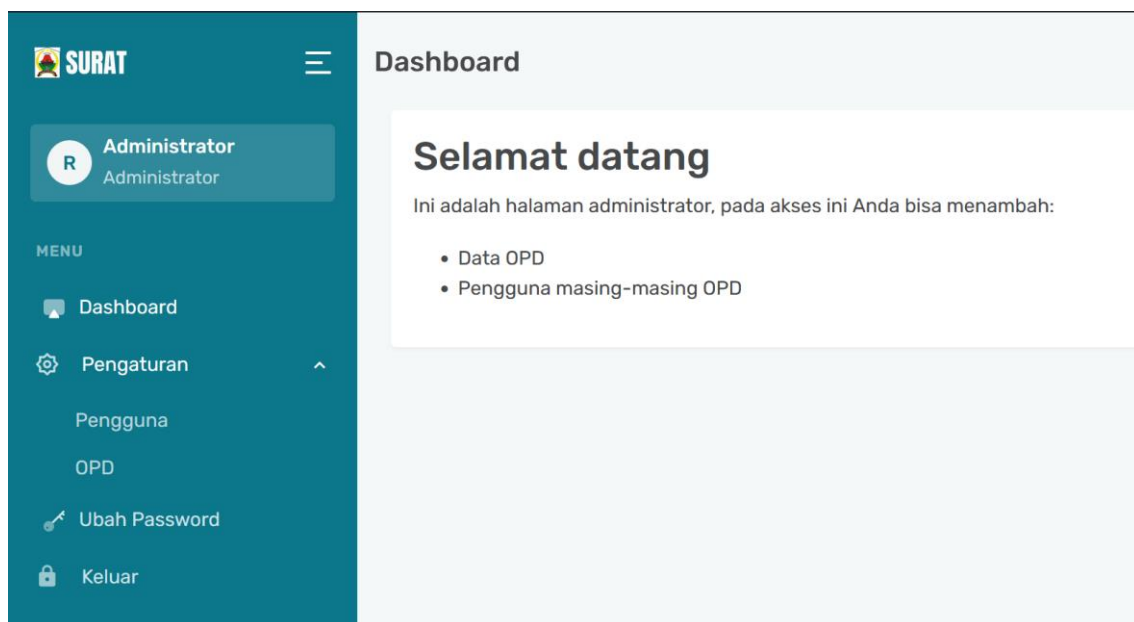 SURAT
R
Administrator
Administrator
MENU
Dashboard
Pengaturan
Pengguna
OPD
Ubah Password
Keluar
Dashboard
Selamat datang
Ini adalah halaman administrator, pada akses ini Anda bisa menambah:
• Data OPD
• Pengguna masing-masing OPD